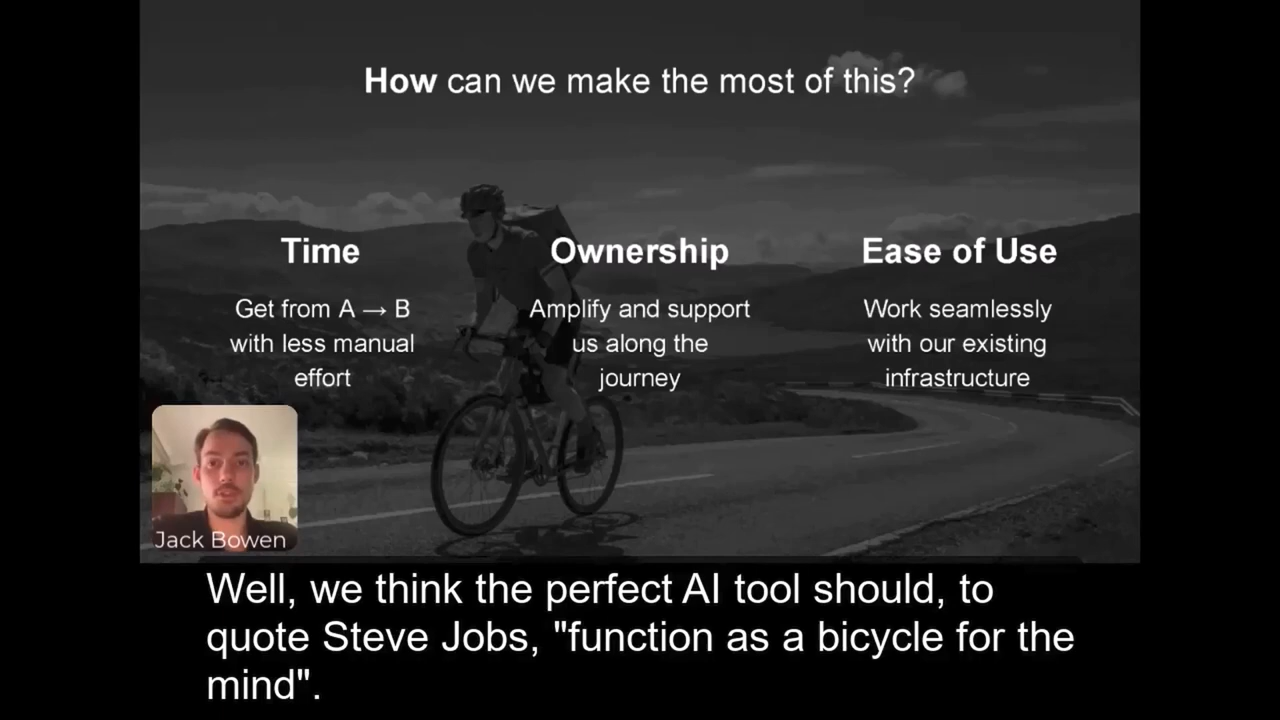 How can we make the most of this?
Time
Get from A → B
with less manual
effort
Ownership
Amplify and support
us along the
journey
Ease of Use
Work seamlessly
with our existing
infrastructure
Jack Bowen
Well, we think the perfect AI tool should, to
quote Steve Jobs, "function as a bicycle for the
mind".